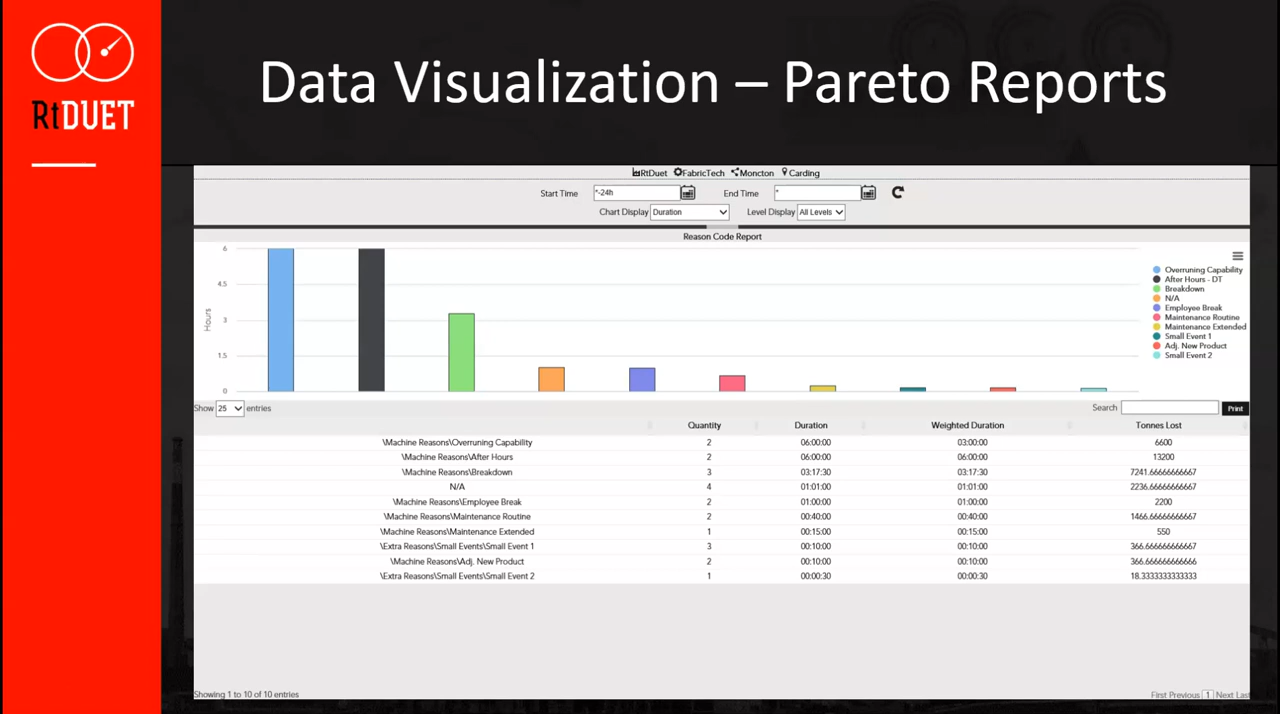 RtDUET
Data Visualization – Pareto Reports
RtDuet FabricTech Moncton Carding
Start Time *-24h End Time *
Chart Display Duration Level Display All Levels
Reason Code Report
6
4.5
3
1.5
0
Hours
Overruning Capability
After Hours - DT
Breakdown
N/A
Employee Break
Maintenance Routine
Maintenance Extended
Small Event 1
Adj. New Product
Small Event 2
Show 25 entries Search Print
Quantity Duration Weighted Duration Tonnes Lost
\Machine Reasons\Overruning Capability 2 06:00:00 03:00:00 6600
\Machine Reasons\After Hours 2 06:00:00 06:00:00 13200
\Machine Reasons\Breakdown 3 03:17:30 03:17:30 7241.66666666667
N/A 4 01:01:00 01:01:00 2236.66666666667
\Machine Reasons\Employee Break 2 01:00:00 01:00:00 2200
\Machine Reasons\Maintenance Routine 2 00:40:00 00:40:00 1466.66666666667
\Machine Reasons\Maintenance Extended 1 00:15:00 00:15:00 550
\Extra Reasons\Small Events\Small Event 1 3 00:10:00 00:10:00 366.666666666667
\Machine Reasons\Adj. New Product 2 00:10:00 00:10:00 366.666666666666
\Extra Reasons\Small Events\Small Event 2 1 00:00:30 00:00:30 18.3333333333333
Showing 1 to 10 of 10 entries First Previous 1 Next Last